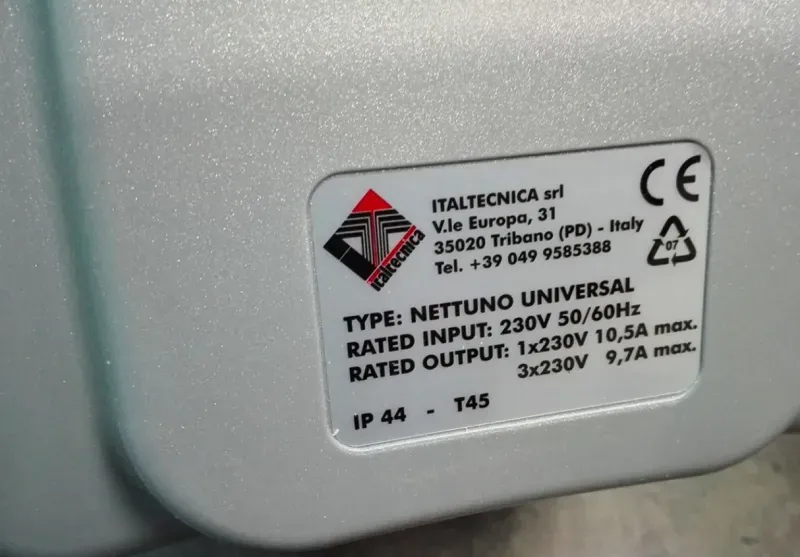 italtecnica
ITALTECNICA srl
V.le Europa, 31
35020 Tribano (PD) - Italy
Tel. +39 049 9585388
CE
07
TYPE: NETTUNO UNIVERSAL
RATED INPUT: 230V 50/60Hz
RATED OUTPUT: 1x230V 10,5A max.
3x230V 9,7A max.
IP 44 - T45